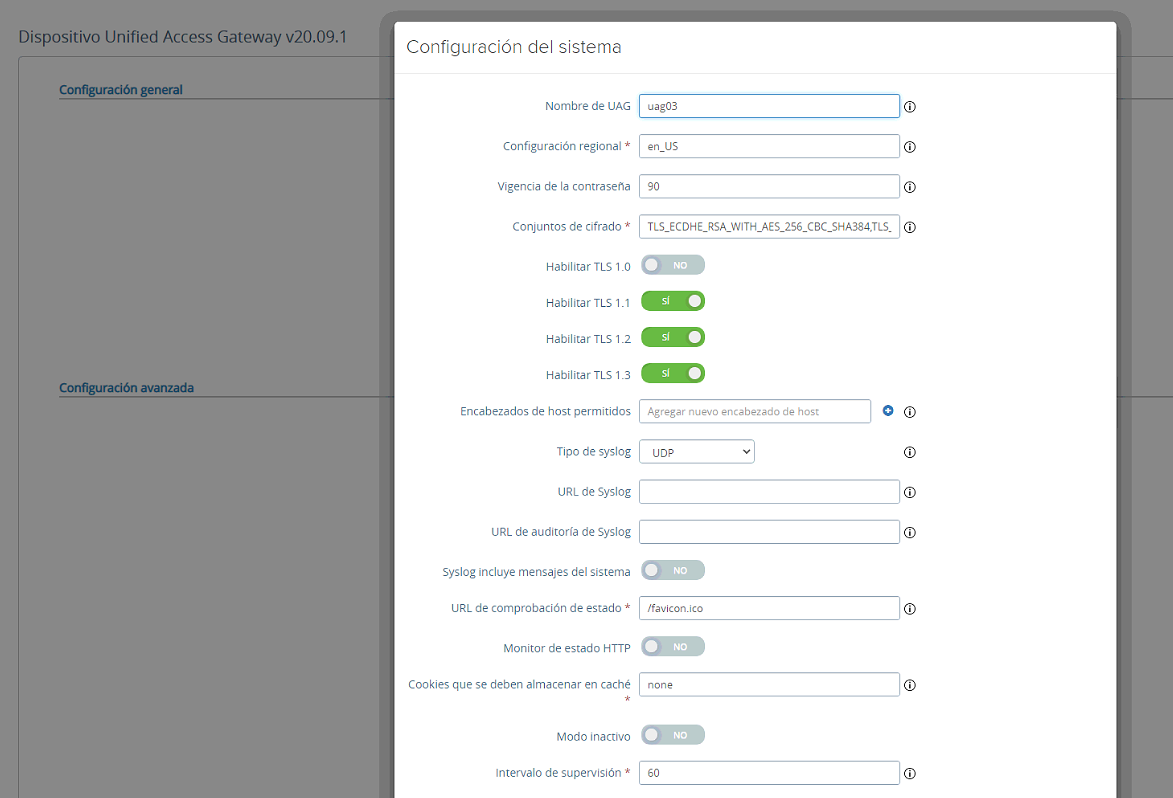 Dispositivo Unified Access Gateway v20.09.1
Configuración general
Configuración avanzada
Configuración del sistema
Nombre de UAG uag03
Configuración regional * en_US
Vigencia de la contraseña 90
Conjuntos de cifrado * TLS_ECDHE_RSA_WITH_AES_256_CBC_SHA384,TLS_
Habilitar TLS 1.0 NO
Habilitar TLS 1.1 SÍ
Habilitar TLS 1.2 SÍ
Habilitar TLS 1.3 SÍ
Encabezados de host permitidos Agregar nuevo encabezado de host
Tipo de syslog UDP
URL de Syslog
URL de auditoría de Syslog
Syslog incluye mensajes del sistema NO
URL de comprobación de estado * /favicon.ico
Monitor de estado HTTP NO
Cookies que se deben almacenar en caché none
*
Modo inactivo NO
Intervalo de supervisión * 60